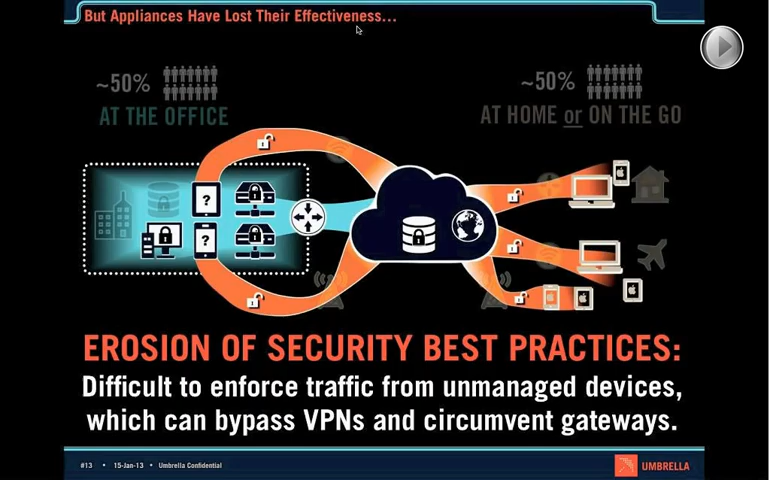 But Appliances Have Lost Their Effectiveness...
~50%
AT THE OFFICE
~50%
AT HOME or ON THE GO
?
?
EROSION OF SECURITY BEST PRACTICES:
Difficult to enforce traffic from unmanaged devices,
which can bypass VPNs and circumvent gateways.
#13 • 15-Jan-13 • Umbrella Confidential
UMBRELLA